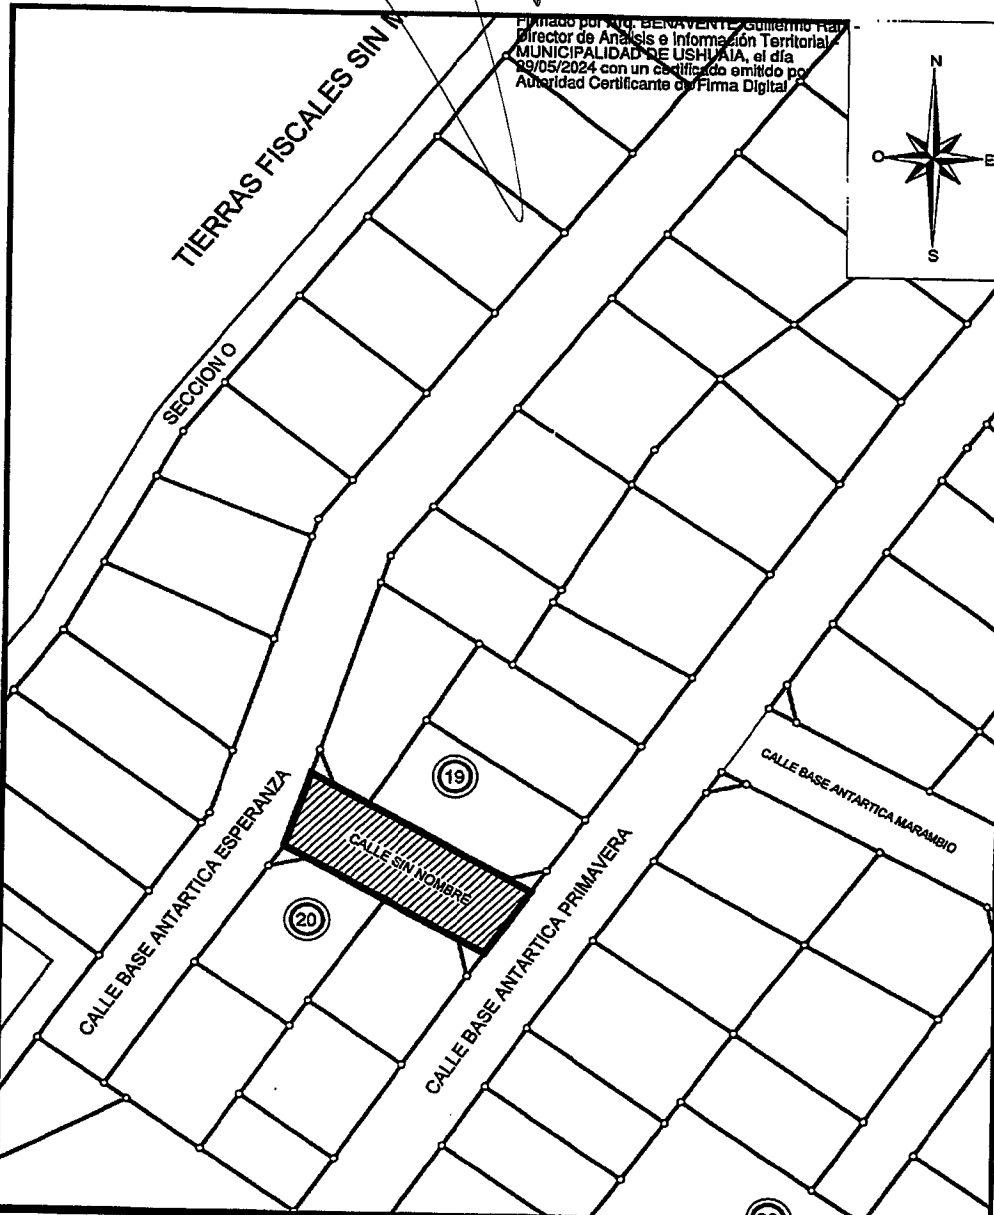 Firmado por Arq. BENAVENTE Guillermo
Director de Análisis e Información Territorial -
MUNICIPALIDAD DE USHUAIA, el día
29/05/2024 con un certificado emitido por
Autoridad Certificante de Firma Digital
N
O
E
S
TIERRAS FISCALES SIN
SECCION O
19
CALLE BASE ANTARTICA MARAMBIO
CALLE SIN NOMBRE
CALLE BASE ANTARTICA ESPERANZA
20
CALLE BASE ANTARTICA PRIMAVERA